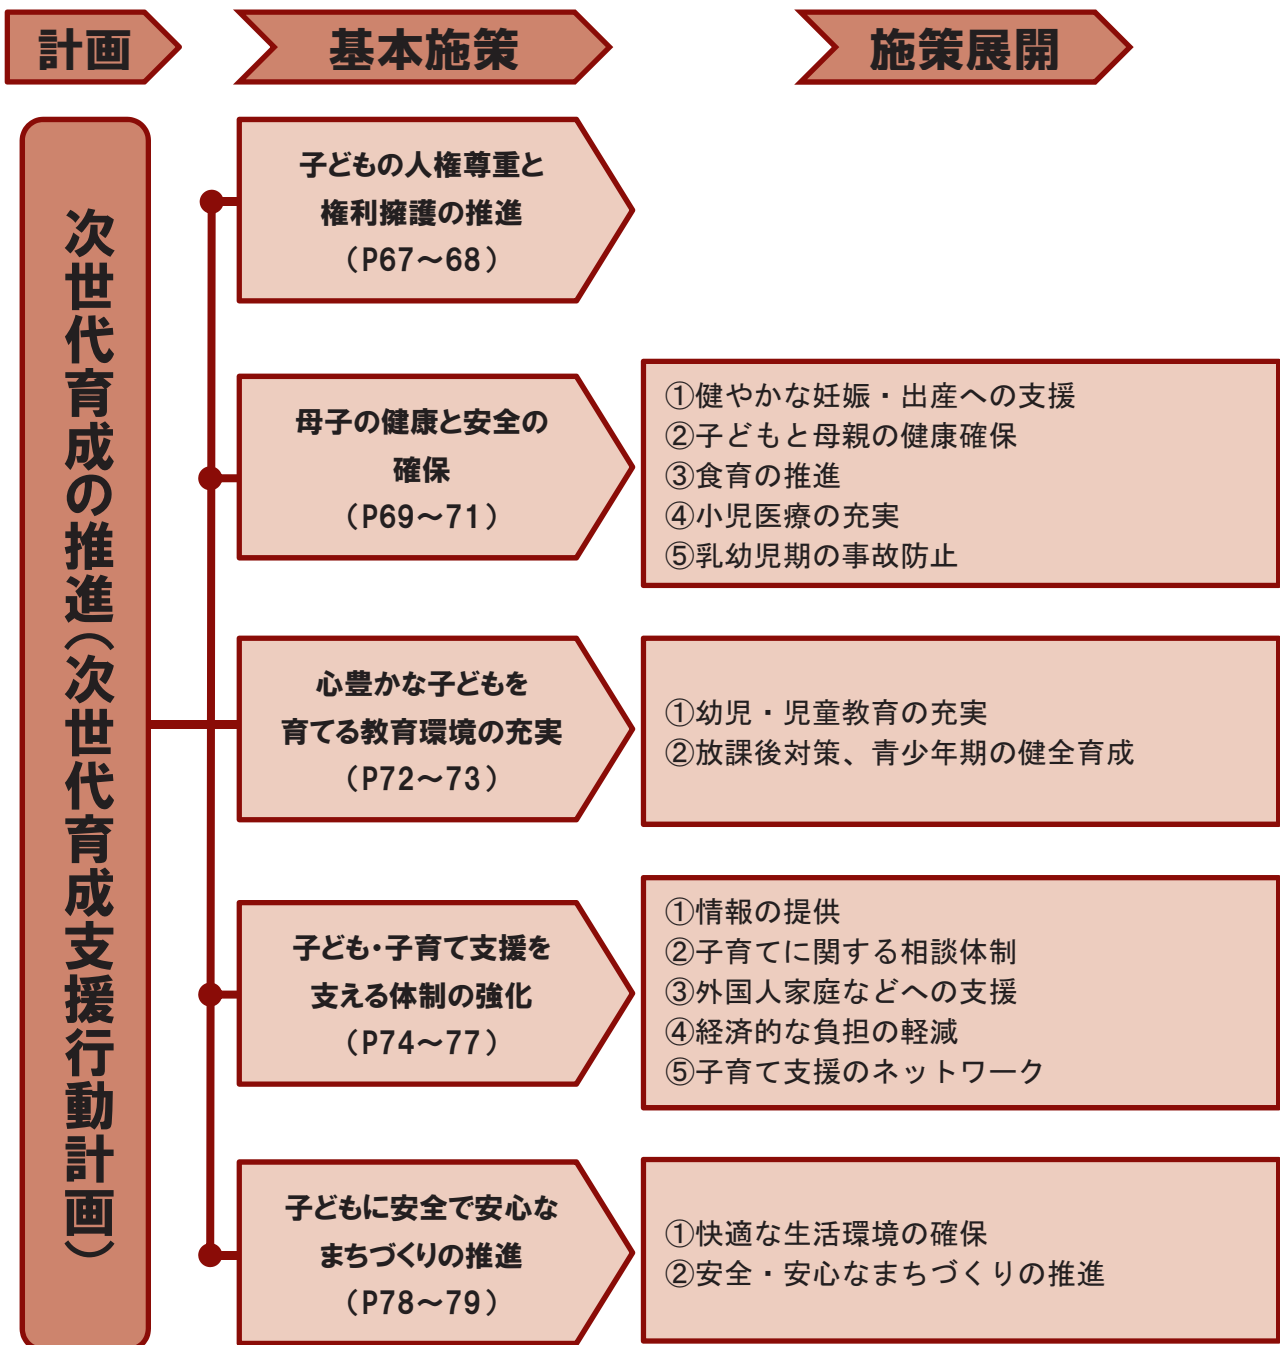 計画
基本施策
施策展開
次世代育成の推進（次世代育成支援行動計画）
子どもの人権尊重と
権利擁護の推進
（P67～68）
母子の健康と安全の
確保
（P69～71）
①健やかな妊娠・出産への支援
②子どもと母親の健康確保
③食育の推進
④小児医療の充実
⑤乳幼児期の事故防止
心豊かな子どもを
育てる教育環境の充実
（P72～73）
①幼児・児童教育の充実
②放課後対策、青少年期の健全育成
子ども・子育て支援を
支える体制の強化
（P74～77）
①情報の提供
②子育てに関する相談体制
③外国人家庭などへの支援
④経済的な負担の軽減
⑤子育て支援のネットワーク
子どもに安全で安心な
まちづくりの推進
（P78～79）
①快適な生活環境の確保
②安全・安心なまちづくりの推進